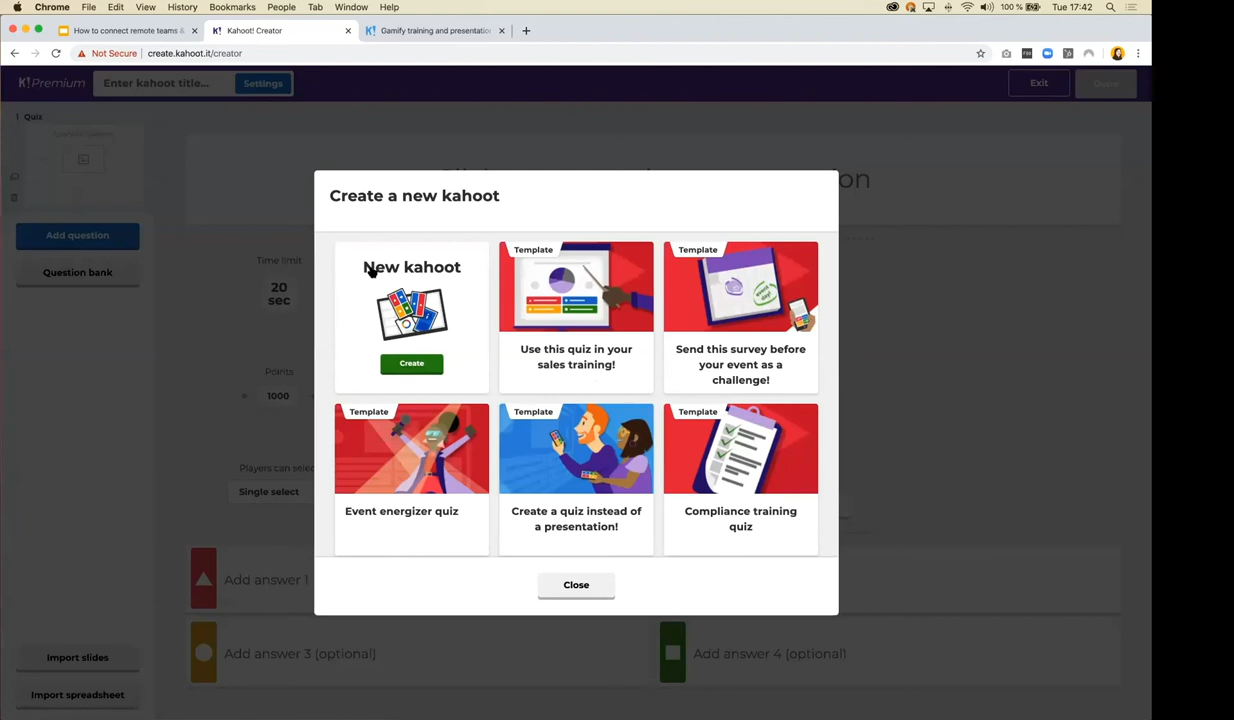 Chrome File Edit View History Bookmarks People Tab Window Help 100 % Tue 17:42
How to connect remote teams & Kahoot! Creator Gamify training and presentation
Not Secure create.kahoot.it/creator
K! Premium Enter kahoot title... Settings Exit Done
1 Quiz
Create a new kahoot
Add question
Question bank
Time limit
20
sec
Points
1000
Players can select
Single select
New kahoot
Create
Template
Use this quiz in your
sales training!
Template
Send this survey before
your event as a
challenge!
Template
Event energizer quiz
Template
Create a quiz instead of
a presentation!
Template
Compliance training
quiz
Close
Add answer 1
Add answer 3 (optional)
Add answer 4 (optional)
Import slides
Import spreadsheet